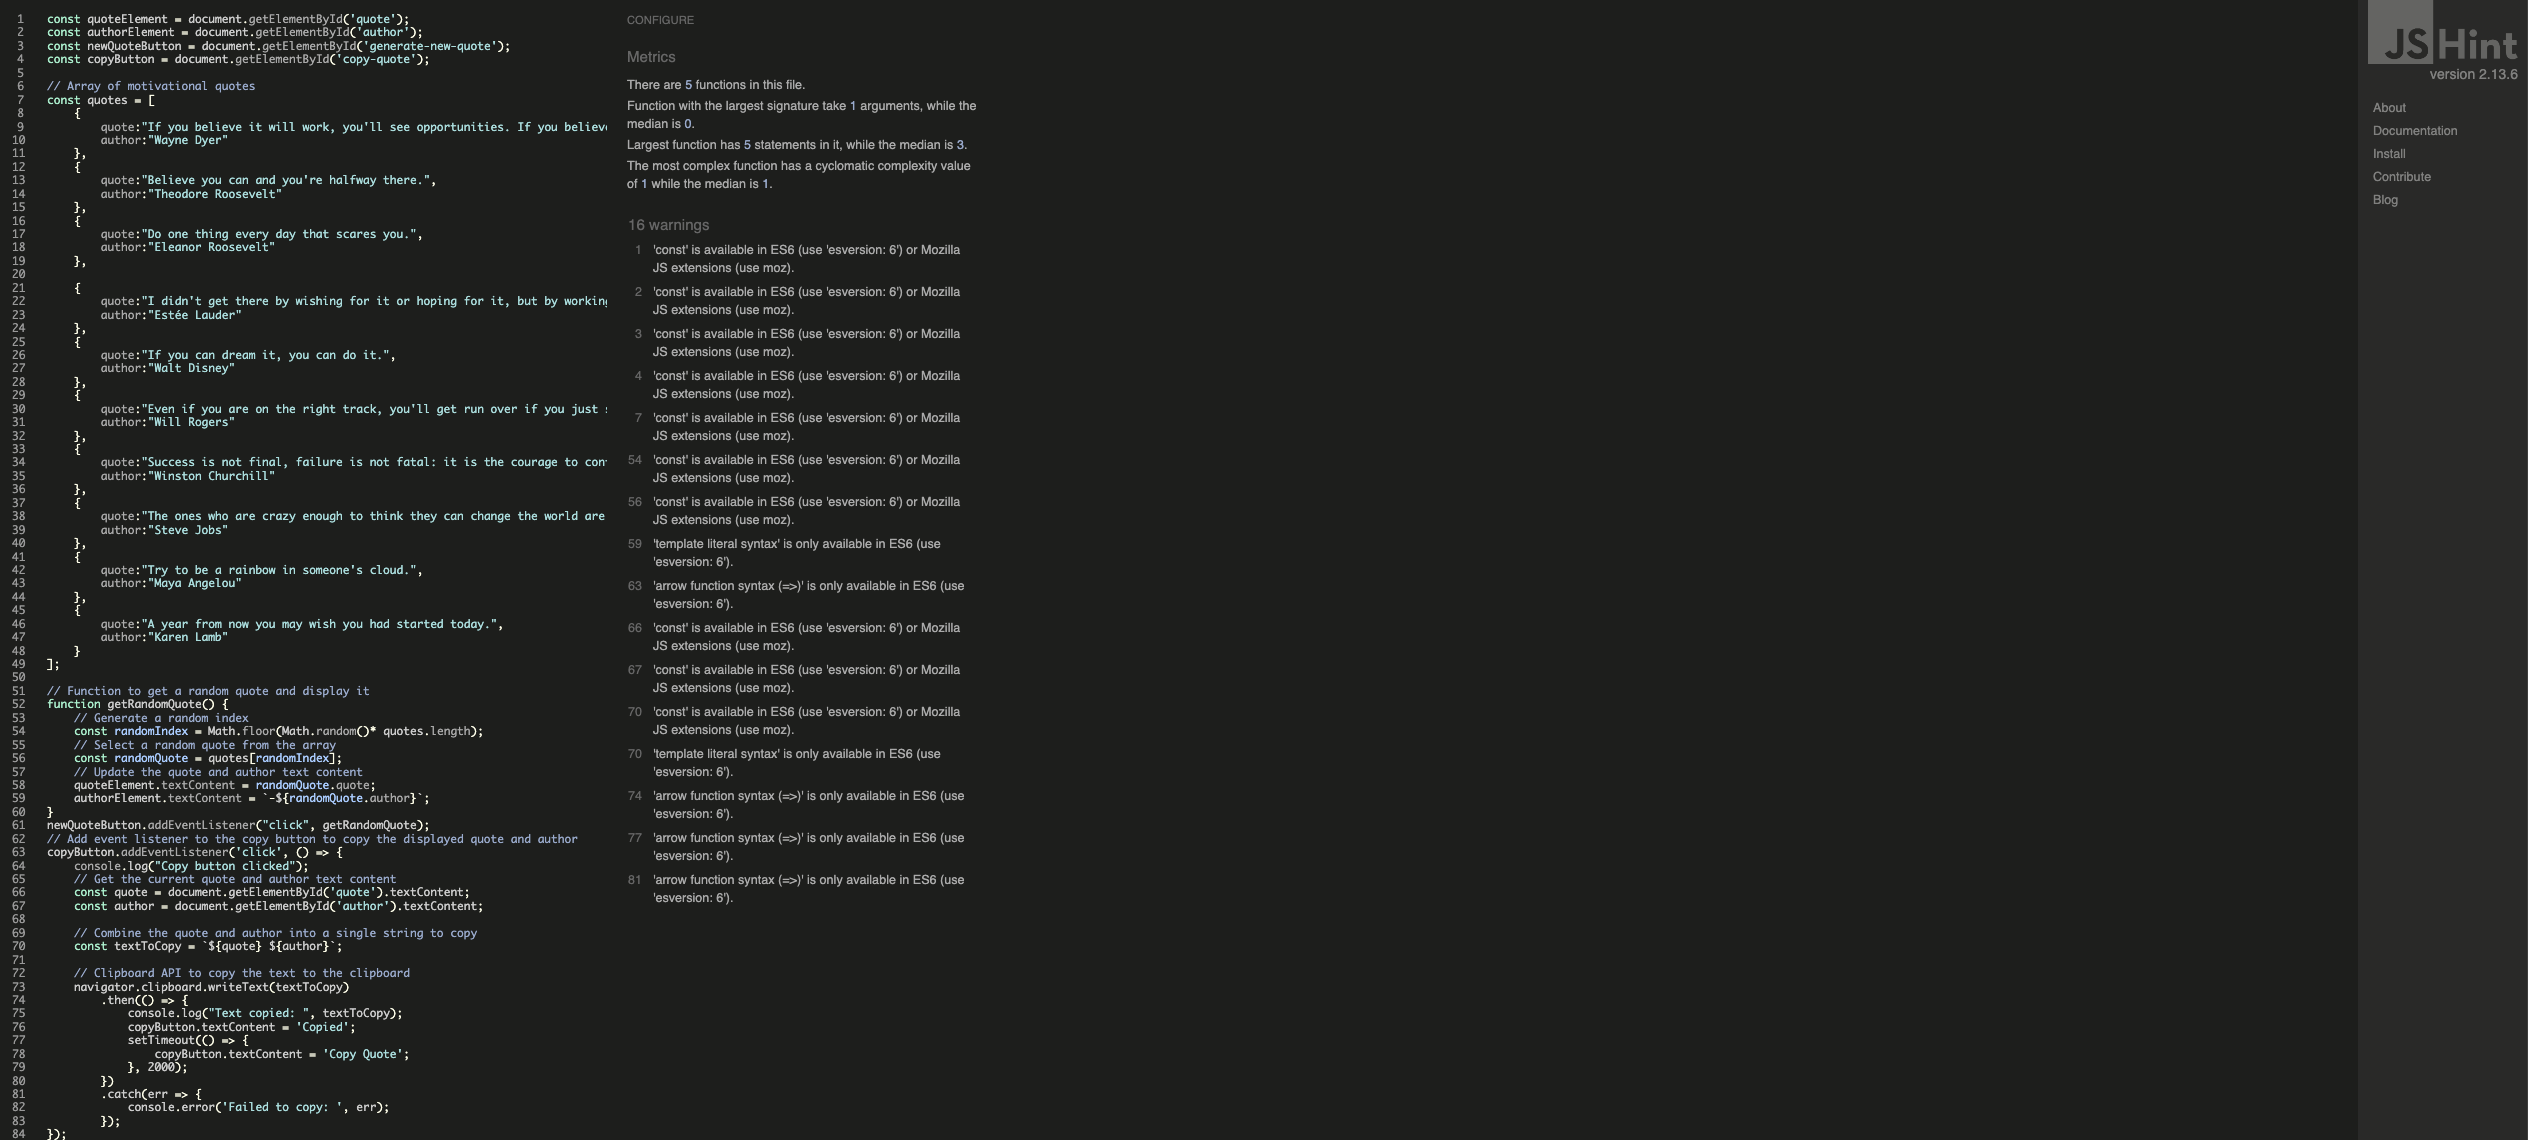 1 const quoteElement = document.getElementById('quote');
2 const authorElement = document.getElementById('author');
3 const newQuoteButton = document.getElementById('generate-new-quote');
4 const copyButton = document.getElementById('copy-quote');
5
6 // Array of motivational quotes
7 const quotes = [
8 {
9 quote:"If you believe it will work, you'll see opportunities. If you believe
10 author:"Wayne Dyer"
11 },
12 {
13 quote:"Believe you can and you're halfway there.",
14 author:"Theodore Roosevelt"
15 },
16 {
17 quote:"Do one thing every day that scares you.",
18 author:"Eleanor Roosevelt"
19 },
20
21 {
22 quote:"I didn't get there by wishing for it or hoping for it, but by working
23 author:"Estée Lauder"
24 },
25 {
26 quote:"If you can dream it, you can do it.",
27 author:"Walt Disney"
28 },
29 {
30 quote:"Even if you are on the right track, you'll get run over if you just
31 author:"Will Rogers"
32 },
33 {
34 quote:"Success is not final, failure is not fatal: it is the courage to con
35 author:"Winston Churchill"
36 },
37 {
38 quote:"The ones who are crazy enough to think they can change the world are
39 author:"Steve Jobs"
40 },
41 {
42 quote:"Try to be a rainbow in someone's cloud.",
43 author:"Maya Angelou"
44 },
45 {
46 quote:"A year from now you may wish you had started today.",
47 author:"Karen Lamb"
48 }
49 ];
50
51 // Function to get a random quote and display it
52 function getRandomQuote() {
53 // Generate a random index
54 const randomIndex = Math.floor(Math.random()* quotes.length);
55 // Select a random quote from the array
56 const randomQuote = quotes[randomIndex];
57 // Update the quote and author text content
58 quoteElement.textContent = randomQuote.quote;
59 authorElement.textContent = `-${randomQuote.author}`;
60 }
61 newQuoteButton.addEventListener("click", getRandomQuote);
62 // Add event listener to the copy button to copy the displayed quote and author
63 copyButton.addEventListener('click', () => {
64 console.log("Copy button clicked");
65 // Get the current quote and author text content
66 const quote = document.getElementById('quote').textContent;
67 const author = document.getElementById('author').textContent;
68
69 // Combine the quote and author into a single string to copy
70 const textToCopy = `${quote} ${author}`;
71
72 // Clipboard API to copy the text to the clipboard
73 navigator.clipboard.writeText(textToCopy)
74 .then(() => {
75 console.log("Text copied: ", textToCopy);
76 copyButton.textContent = 'Copied';
77 setTimeout(() => {
78 copyButton.textContent = 'Copy Quote';
79 }, 2000);
80 })
81 .catch(err => {
82 console.error('Failed to copy: ', err);
83 });
84 });
CONFIGURE
Metrics
There are 5 functions in this file.
Function with the largest signature take 1 arguments, while the
median is 0.
Largest function has 5 statements in it, while the median is 3.
The most complex function has a cyclomatic complexity value
of 1 while the median is 1.
16 warnings
1 'const' is available in ES6 (use 'esversion: 6') or Mozilla
JS extensions (use moz).
2 'const' is available in ES6 (use 'esversion: 6') or Mozilla
JS extensions (use moz).
3 'const' is available in ES6 (use 'esversion: 6') or Mozilla
JS extensions (use moz).
4 'const' is available in ES6 (use 'esversion: 6') or Mozilla
JS extensions (use moz).
7 'const' is available in ES6 (use 'esversion: 6') or Mozilla
JS extensions (use moz).
54 'const' is available in ES6 (use 'esversion: 6') or Mozilla
JS extensions (use moz).
56 'const' is available in ES6 (use 'esversion: 6') or Mozilla
JS extensions (use moz).
59 'template literal syntax' is only available in ES6 (use
'esversion: 6').
63 'arrow function syntax (=>)' is only available in ES6 (use
'esversion: 6').
66 'const' is available in ES6 (use 'esversion: 6') or Mozilla
JS extensions (use moz).
67 'const' is available in ES6 (use 'esversion: 6') or Mozilla
JS extensions (use moz).
70 'const' is available in ES6 (use 'esversion: 6') or Mozilla
JS extensions (use moz).
70 'template literal syntax' is only available in ES6 (use
'esversion: 6').
74 'arrow function syntax (=>)' is only available in ES6 (use
'esversion: 6').
77 'arrow function syntax (=>)' is only available in ES6 (use
'esversion: 6').
81 'arrow function syntax (=>)' is only available in ES6 (use
'esversion: 6').
JSHint
version 2.13.6
About
Documentation
Install
Contribute
Blog